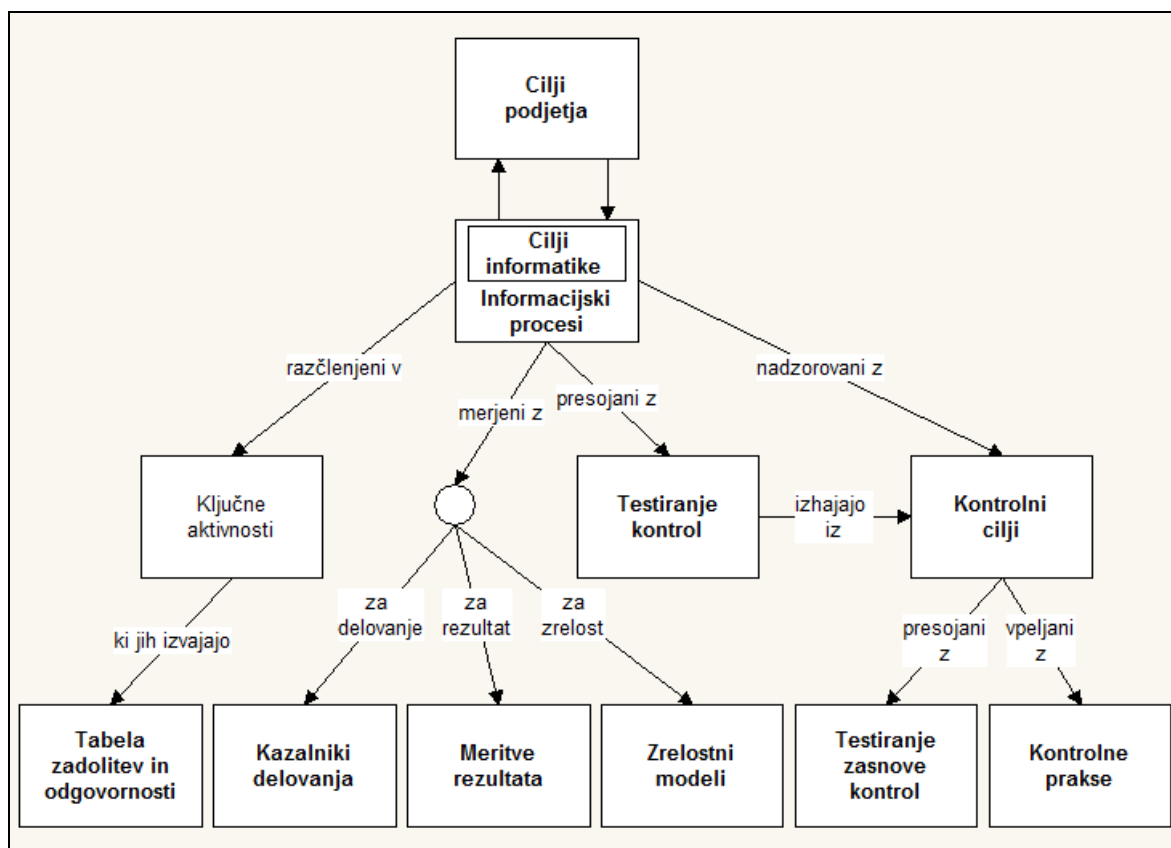 Cilji
podjetja
Cilji
informatike
Informacijski
procesi
razčlenjeni v
merjeni z
presojani z
nadzorovani z
Ključne
aktivnosti
Testiranje
kontrol
izhajajo
iz
Kontrolni
cilji
ki jih izvajajo
za
delovanje
za
rezultat
za
zrelost
presojani
z
vpeljani
z
Tabela
zadolitev in
odgovornosti
Kazalniki
delovanja
Meritve
rezultata
Zrelostni
modeli
Testiranje
zasnove
kontrol
Kontrolne
prakse